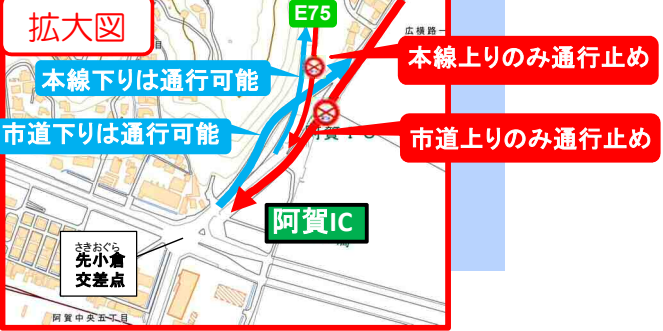 拡大図
E75
広横路一
本線上りのみ通行止め
本線下りは通行可能
市道下りは通行可能
市道上りのみ通行止め
阿賀IC
さきおぐら
先小倉
交差点
阿賀中央五丁目